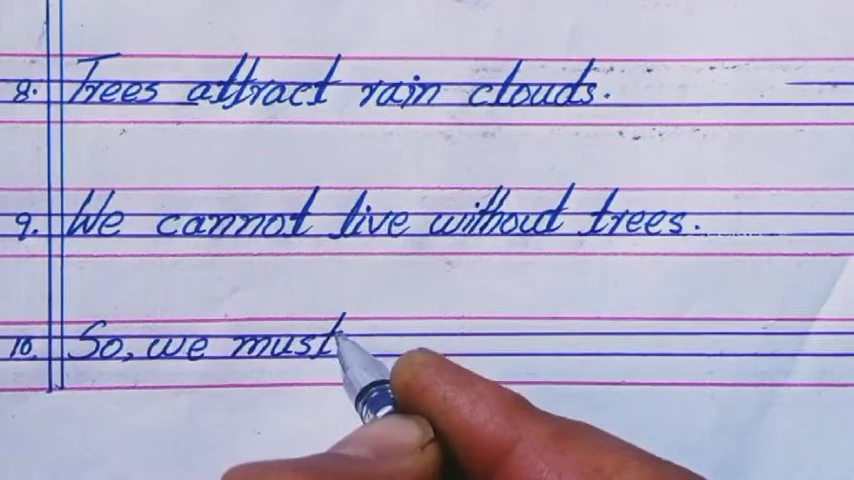 8. Trees attract rain clouds.
9. We cannot live without trees.
10. So, we must